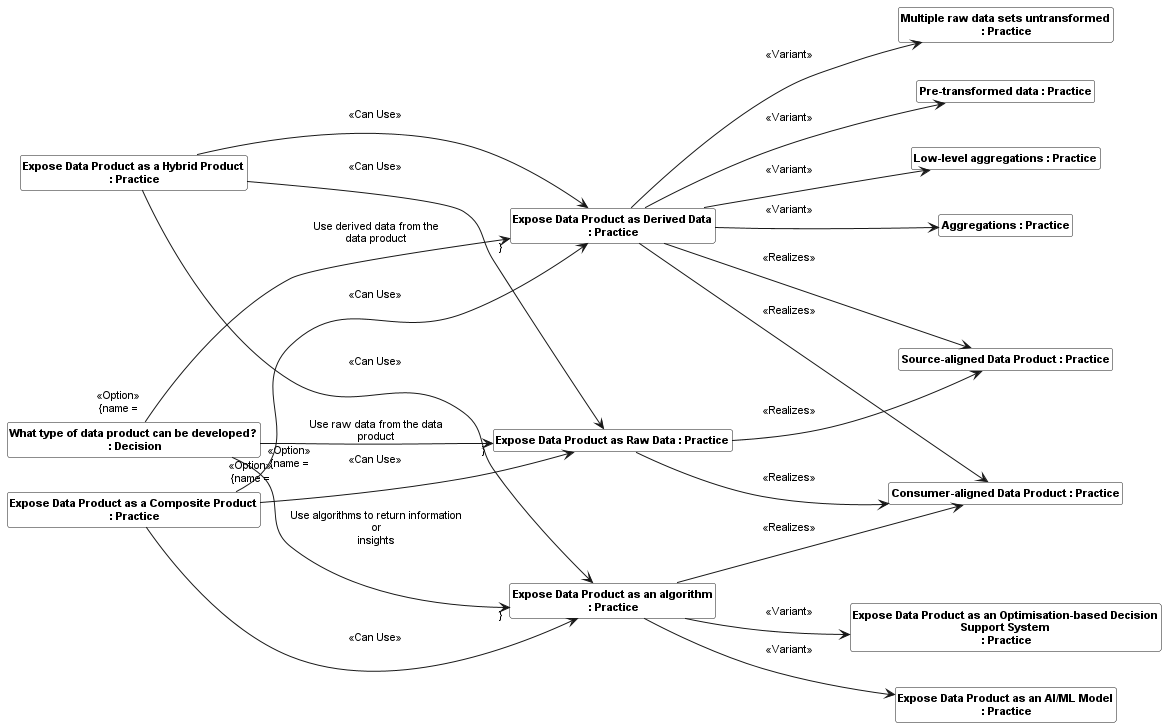 Multiple raw data sets untransformed
: Practice
«Variant»
Pre-transformed data : Practice
«Can Use»
«Variant»
Expose Data Product as a Hybrid Product
: Practice
«Can Use»
Low-level aggregations : Practice
«Variant»
«Variant»
Expose Data Product as Derived Data
: Practice
Aggregations : Practice
Use derived data from the
data product
}
«Realizes»
«Can Use»
«Realizes»
Source-aligned Data Product : Practice
«Can Use»
«Option»
{name =
«Realizes»
What type of data product can be developed?
: Decision
Use raw data from the data
product
Expose Data Product as Raw Data : Practice
}
«Option»
{name =
«Option»
{name =
«Can Use»
«Realizes»
Consumer-aligned Data Product : Practice
Expose Data Product as a Composite Product
: Practice
Use algorithms to return information
or
insights
«Realizes»
Expose Data Product as an algorithm
: Practice
}
«Variant»
Expose Data Product as an Optimisation-based Decision
Support System
: Practice
«Can Use»
«Variant»
Expose Data Product as an AI/ML Model
: Practice